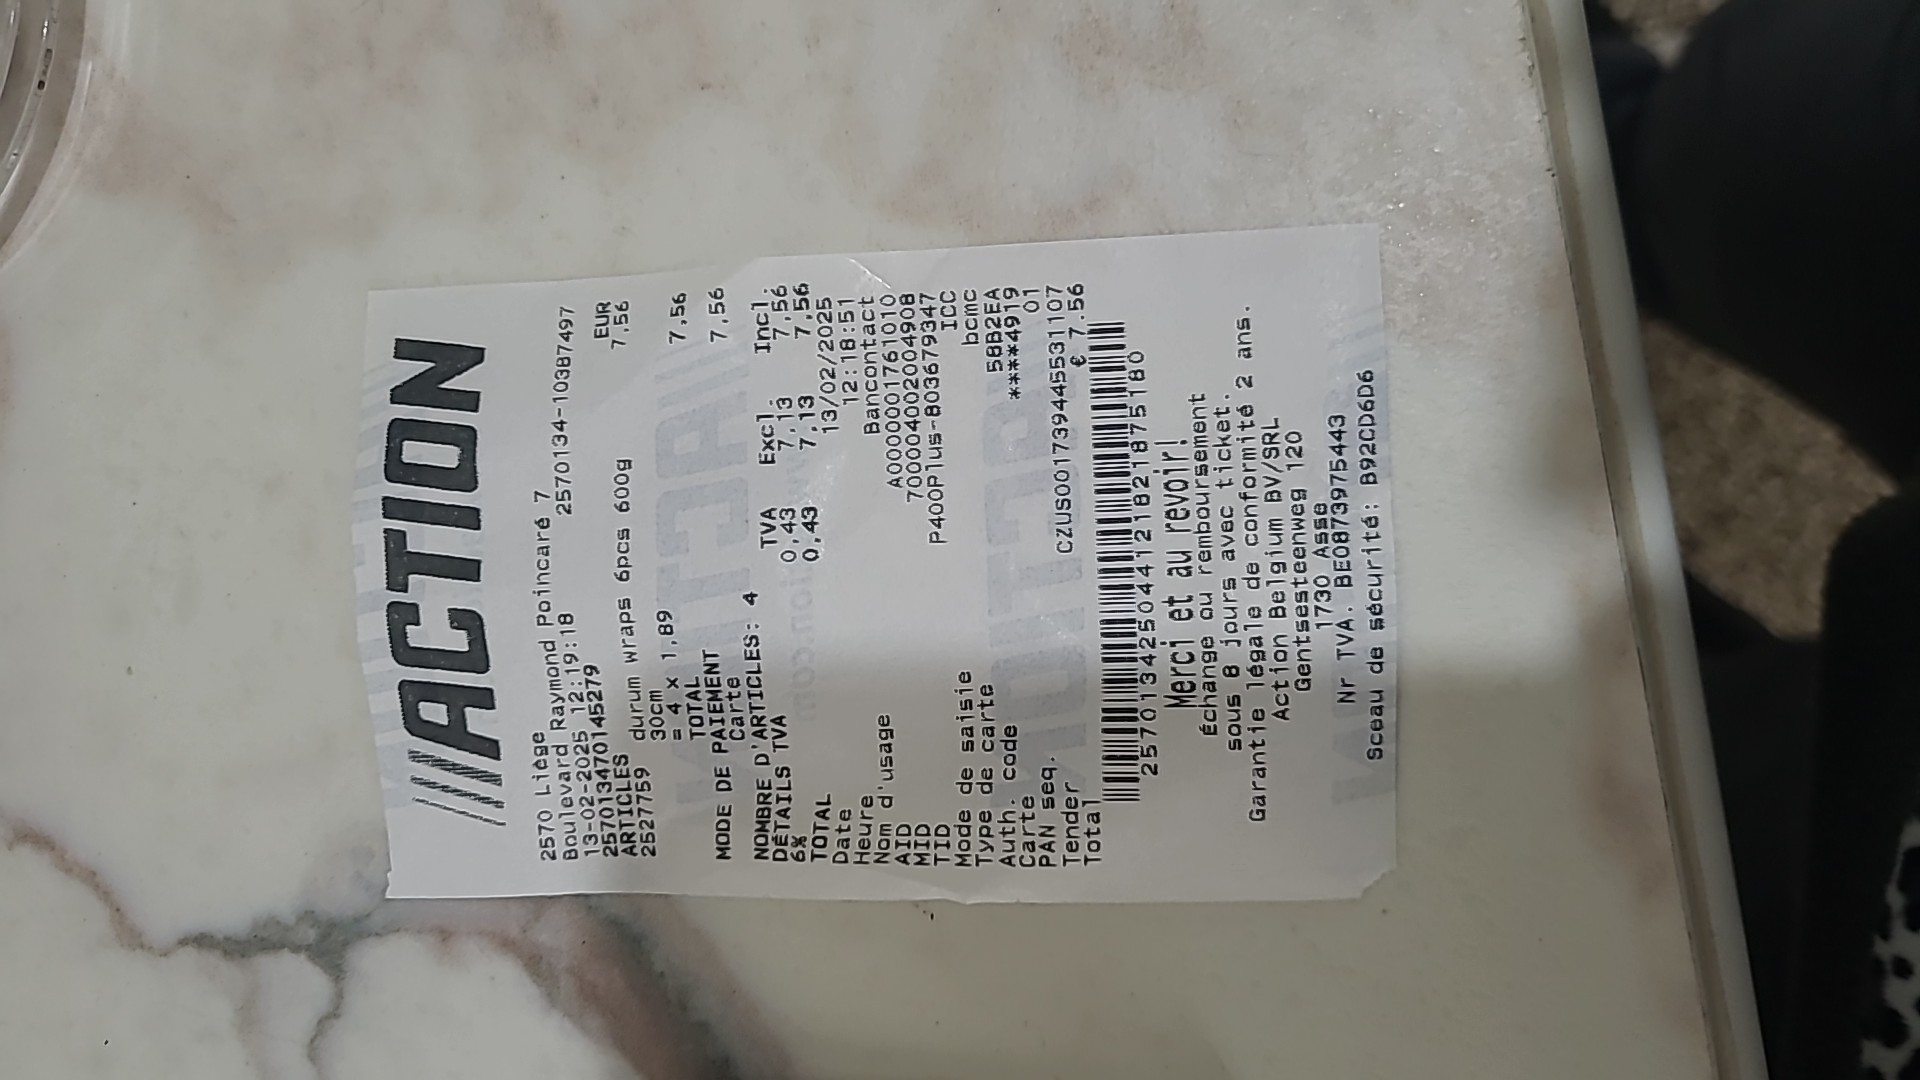 ACTION
2570 Liège
Boulevard Raymond Poincaré 7
13-02-2025 12:19:18 2570134-10387497
257013470145279
ARTICLES EUR
2527759 durum wraps 6pcs 600g 7,56
30cm
= 4 x 1,89
TOTAL 7,56
MODE DE PAIEMENT
Carte 7,56
NOMBRE D'ARTICLES: 4
DÉTAILS TVA TVA Excl. Incl.
6% 0,43 7,13 7,56
TOTAL 0,43 7,13 7,56
Date 13/02/2025
Heure 12:18:51
Nom d'usage Bancontact
AID A0000001761010
MID 700040020049​08
TID P400Plus-803679347
Mode de saisie ICC
Type de carte bcmc
Auth. code 58B2EA
Carte ****4919
PAN seq. 01
Tender CZUS001739445531107
Total € 7.56
2570134250441218218751​80
Merci et au revoir!
Échange ou remboursement
sous 8 jours avec ticket.
Garantie légale de conformité 2 ans.
Action Belgium BV/SRL
Gentsesteenweg 120
1730 Asse
Nr TVA. BE0873975443
Sceau de sécurité: B92CD6D6